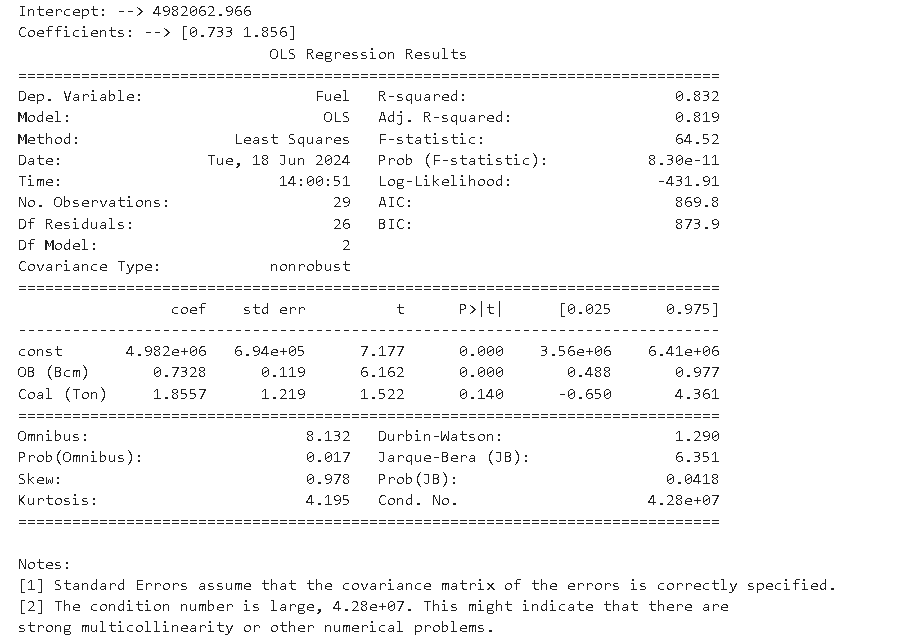 Intercept: --> 4982062.966
Coefficients: --> [0.733 1.856]
                            OLS Regression Results
==============================================================================
Dep. Variable:                   Fuel   R-squared:                       0.832
Model:                            OLS   Adj. R-squared:                  0.819
Method:                 Least Squares   F-statistic:                     64.52
Date:                Tue, 18 Jun 2024   Prob (F-statistic):           8.30e-11
Time:                        14:00:51   Log-Likelihood:                -431.91
No. Observations:                  29   AIC:                             869.8
Df Residuals:                      26   BIC:                             873.9
Df Model:                           2
Covariance Type:            nonrobust
==============================================================================
                 coef    std err          t      P>|t|      [0.025      0.975]
------------------------------------------------------------------------------
const       4.982e+06   6.94e+05      7.177      0.000    3.56e+06    6.41e+06
OB (Bcm)       0.7328      0.119      6.162      0.000       0.488       0.977
Coal (Ton)     1.8557      1.219      1.522      0.140      -0.650       4.361
==============================================================================
Omnibus:                        8.132   Durbin-Watson:                   1.290
Prob(Omnibus):                  0.017   Jarque-Bera (JB):                6.351
Skew:                           0.978   Prob(JB):                       0.0418
Kurtosis:                       4.195   Cond. No.                     4.28e+07
==============================================================================
Notes:
[1] Standard Errors assume that the covariance matrix of the errors is correctly specified.
[2] The condition number is large, 4.28e+07. This might indicate that there are
strong multicollinearity or other numerical problems.